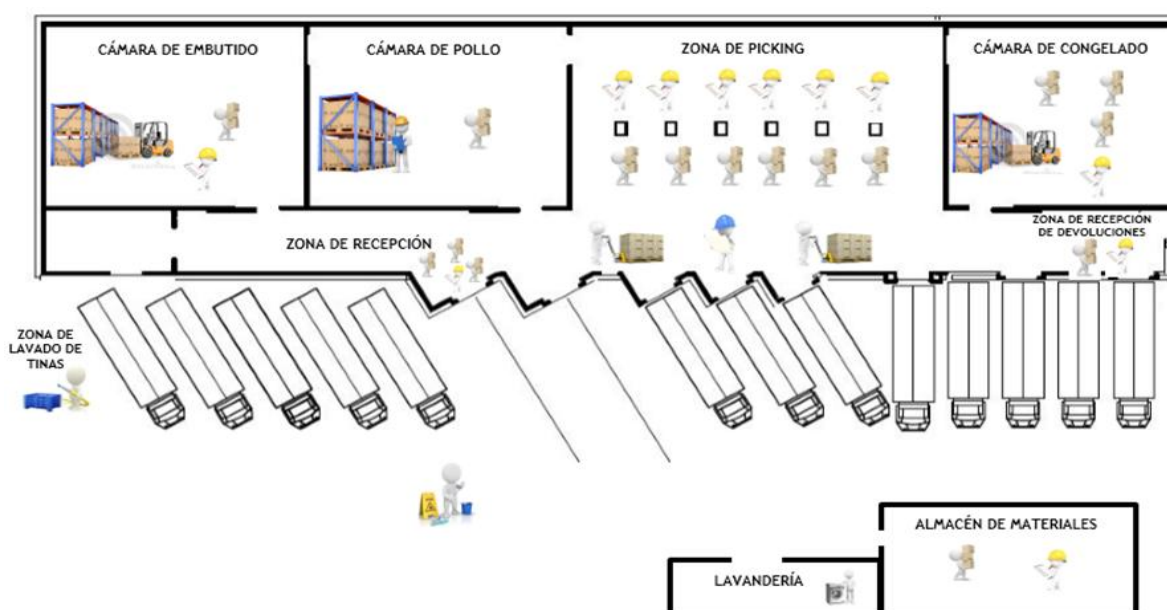 CÁMARA DE EMBUTIDO
CÁMARA DE POLLO
ZONA DE PICKING
CÁMARA DE CONGELADO
ZONA DE RECEPCIÓN
ZONA DE RECEPCIÓN
DE DEVOLUCIONES
ZONA DE
LAVADO DE
TINAS
ALMACÉN DE MATERIALES
LAVANDERÍA